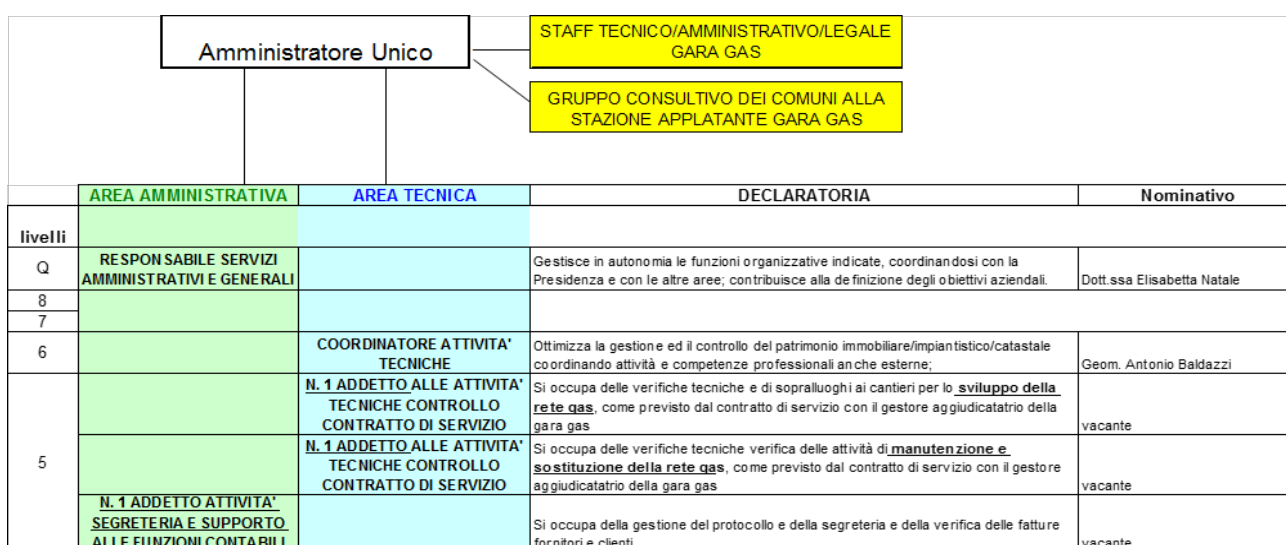 Amministratore Unico
STAFF TECNICO/AMMINISTRATIVO/LEGALE
GARA GAS
GRUPPO CONSULTIVO DEI COMUNI ALLA
STAZIONE APPLATANTE GARA GAS
AREA AMMINISTRATIVA
AREA TECNICA
DECLARATORIA
Nominativo
livelli
Q
RESPONSABILE SERVIZI
AMMINISTRATIVI E GENERALI
Gestisce in autonomia le funzioni organizzative indicate, coordinandosi con la
Presidenza e con le altre aree; contribuisce alla definizione degli obiettivi aziendali.
Dott.ssa Elisabetta Natale
8
7
6
COORDINATORE ATTIVITA'
TECNICHE
Ottimizza la gestione ed il controllo del patrimonio immobiliare/impiantistico/catastale
coordinando attività e competenze professionali anche esterne;
Geom. Antonio Baldazzi
5
N. 1 ADDETTO ALLE ATTIVITA'
TECNICHE CONTROLLO
CONTRATTO DI SERVIZIO
Si occupa delle verifiche tecniche e di sopralluoghi ai cantieri per lo sviluppo della
rete gas, come previsto dal contratto di servizio con il gestore aggiudicatatrio della
gara gas
vacante
N. 1 ADDETTO ALLE ATTIVITA'
TECNICHE CONTROLLO
CONTRATTO DI SERVIZIO
Si occupa delle verifiche tecniche verifica delle attività di manutenzione e
sostituzione della rete gas, come previsto dal contratto di servizio con il gestore
aggiudicatatrio della gara gas
vacante
N. 1 ADDETTO ATTIVITA'
SEGRETERIA E SUPPORTO
ALLE FUNZIONI CONTABILI
Si occupa della gestione del protocollo e della segreteria e della verifica delle fatture
fornitori e clienti
vacante